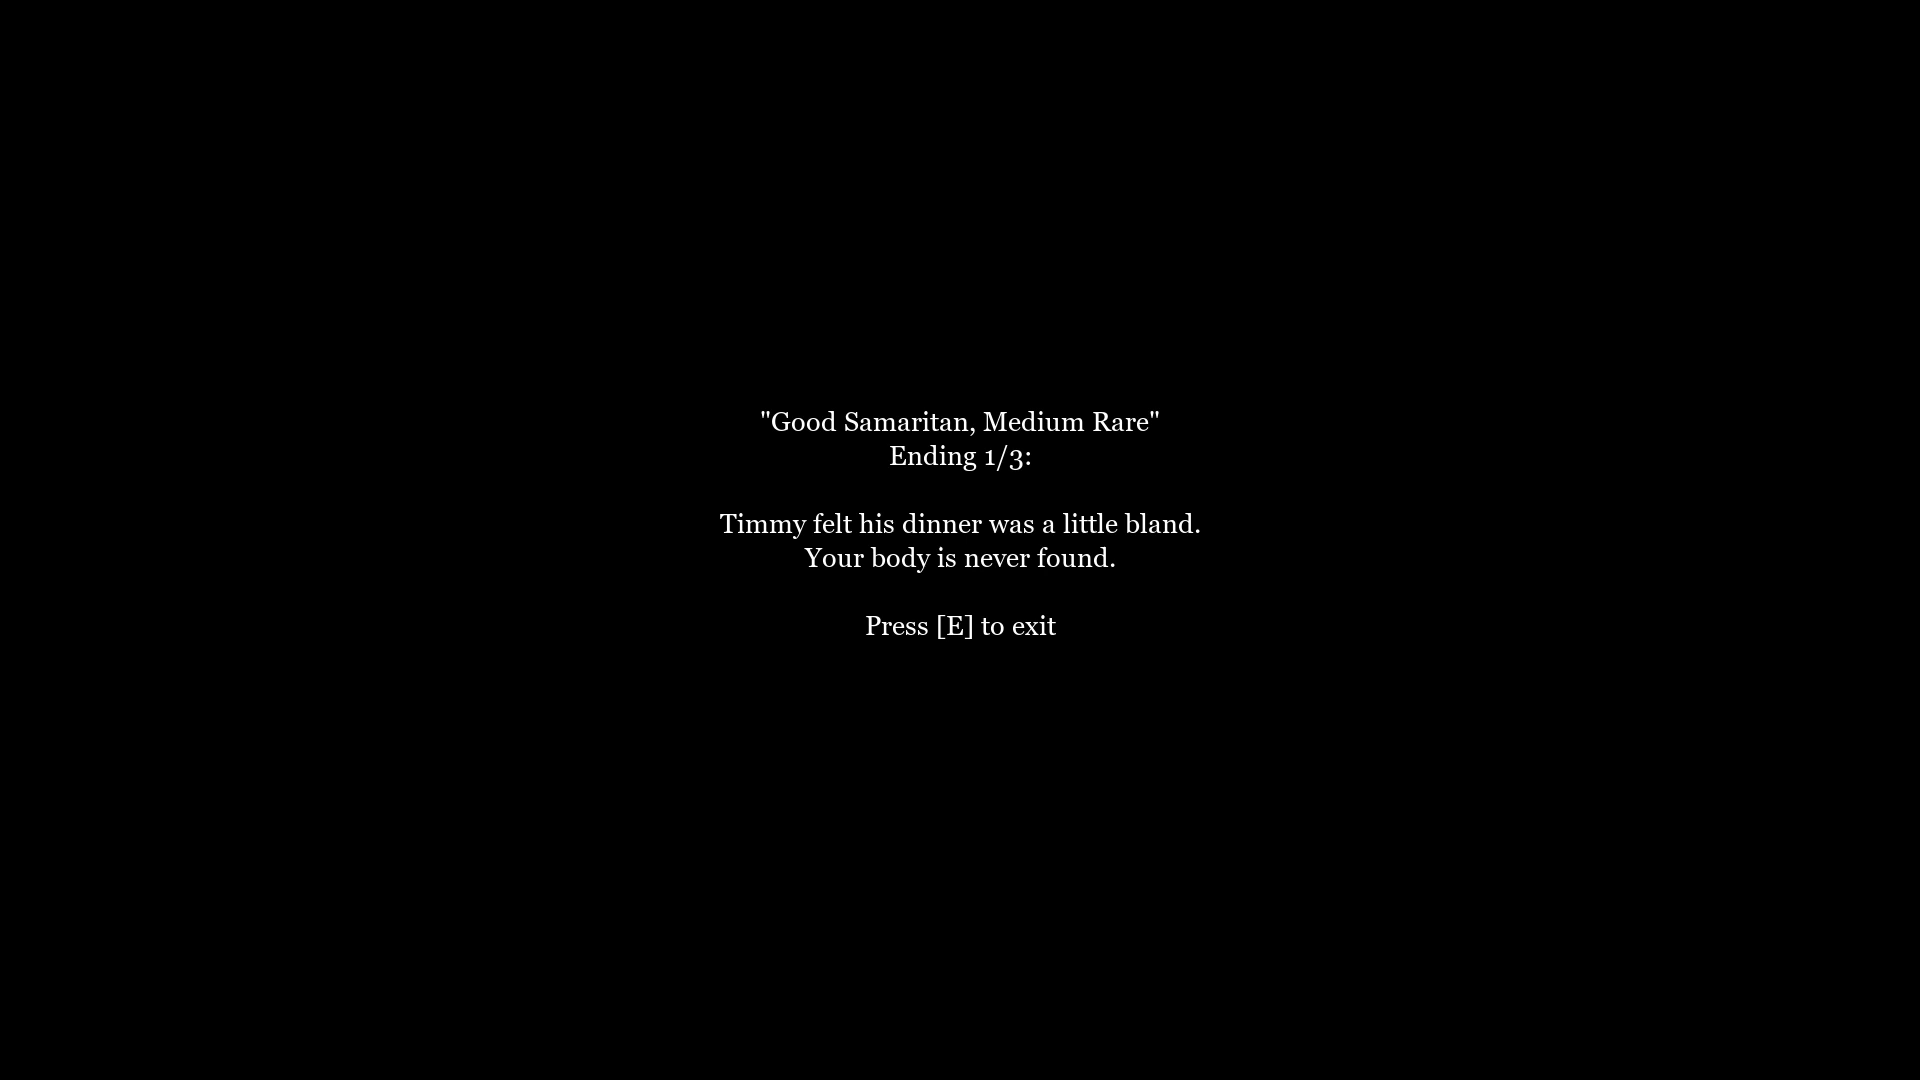 "Good Samaritan, Medium Rare"
Ending 1/3:
Timmy felt his dinner was a little bland.
Your body is never found.
Press [E] to exit